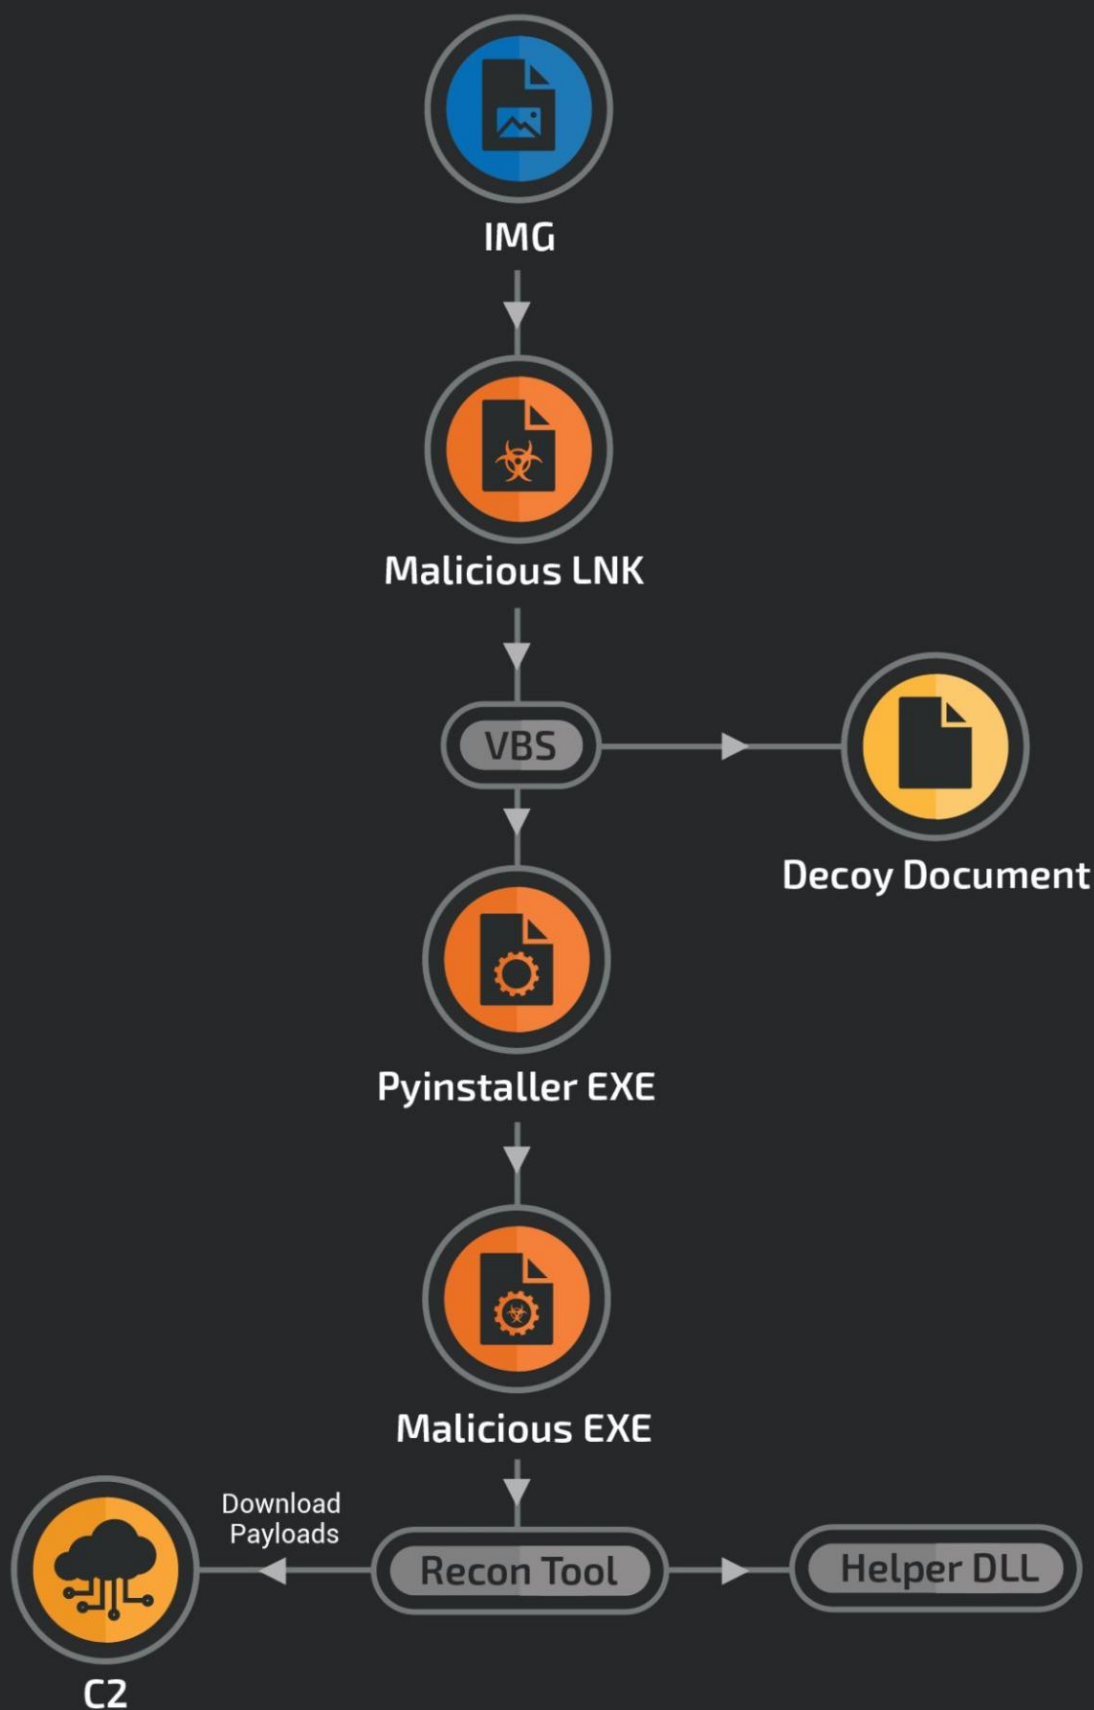 IMG
Malicious LNK
VBS
Decoy Document
Pyinstaller EXE
Malicious EXE
Download
Payloads
Recon Tool
Helper DLL
C2